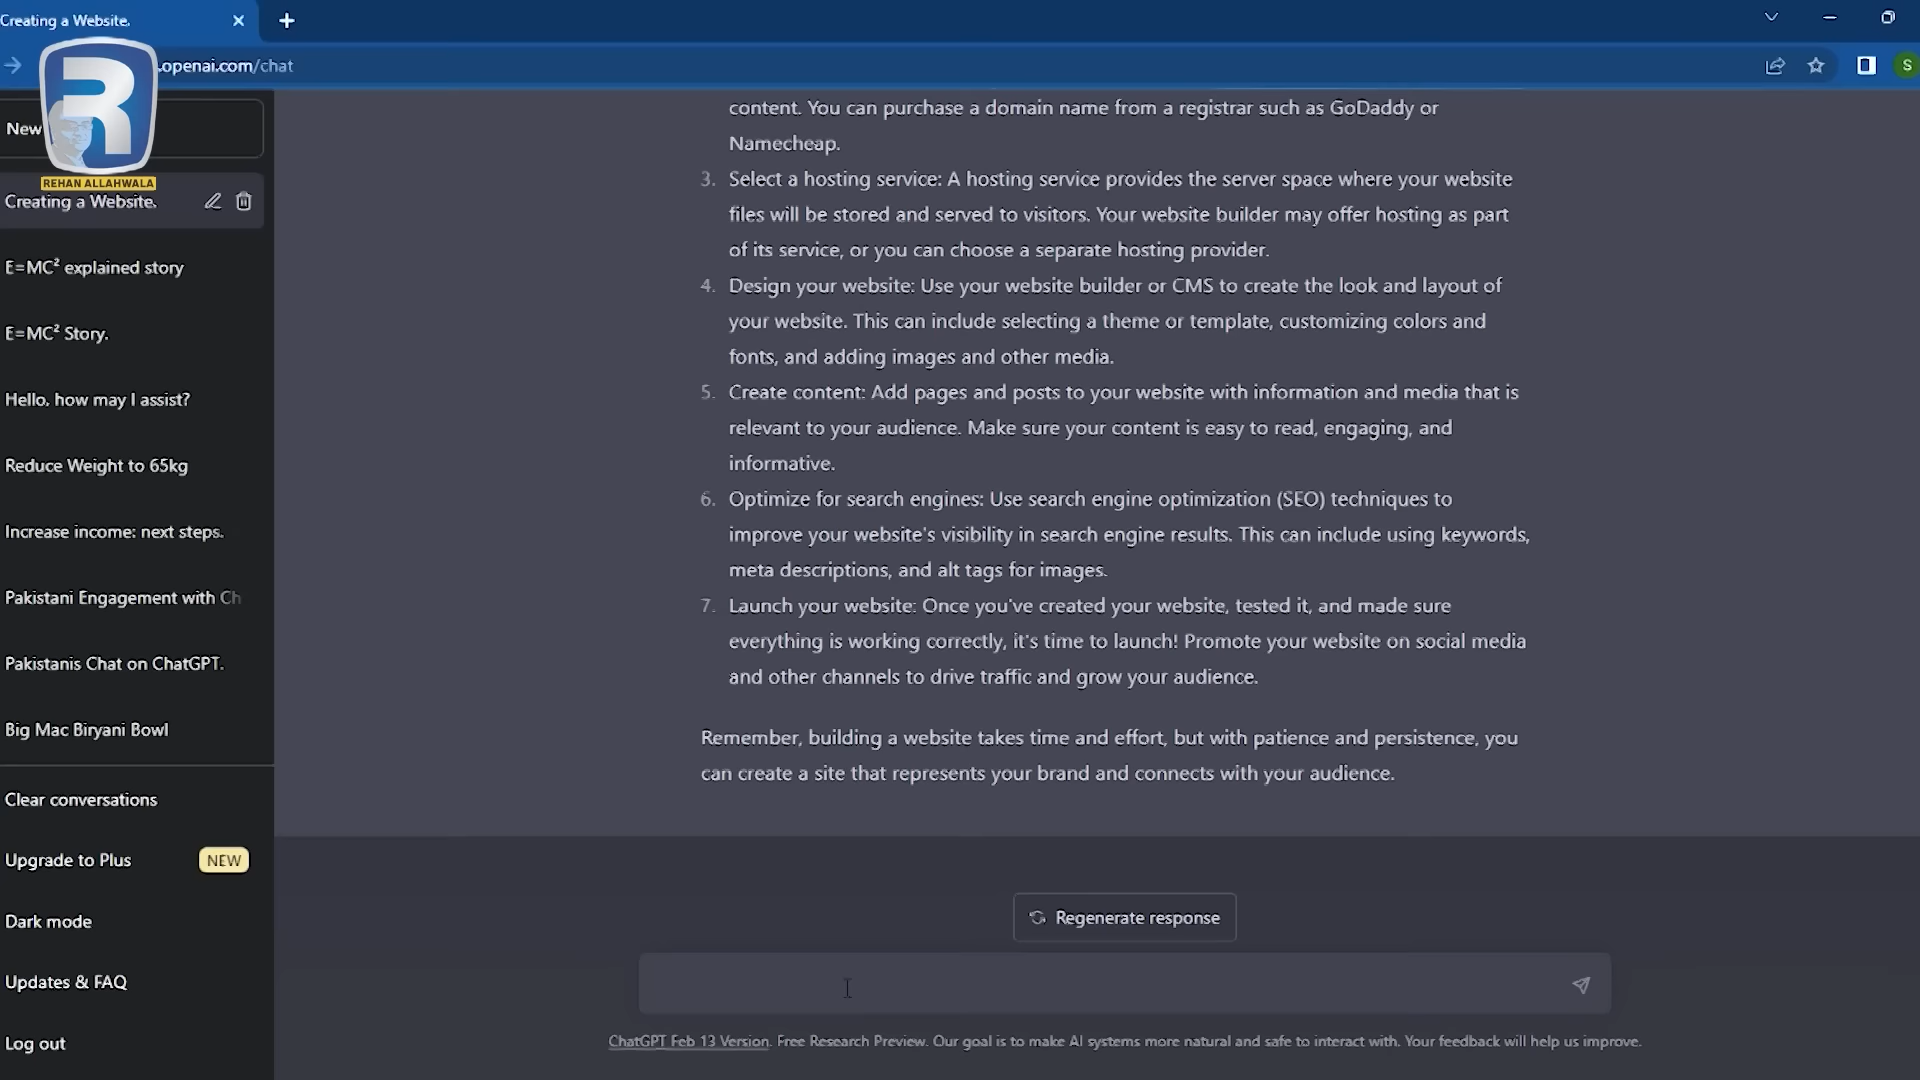 Creating a Website.
.openai.com/chat
S
New
REHAN ALLAHWALA
Creating a Website.
E=MC² explained story
E=MC² Story.
Hello, how may I assist?
Reduce Weight to 65kg
Increase income: next steps.
Pakistani Engagement with Ch
Pakistanis Chat on ChatGPT.
Big Mac Biryani Bowl
Clear conversations
Upgrade to Plus NEW
Dark mode
Updates & FAQ
Log out
content. You can purchase a domain name from a registrar such as GoDaddy or
Namecheap.
3. Select a hosting service: A hosting service provides the server space where your website
files will be stored and served to visitors. Your website builder may offer hosting as part
of its service, or you can choose a separate hosting provider.
4. Design your website: Use your website builder or CMS to create the look and layout of
your website. This can include selecting a theme or template, customizing colors and
fonts, and adding images and other media.
5. Create content: Add pages and posts to your website with information and media that is
relevant to your audience. Make sure your content is easy to read, engaging, and
informative.
6. Optimize for search engines: Use search engine optimization (SEO) techniques to
improve your website's visibility in search engine results. This can include using keywords,
meta descriptions, and alt tags for images.
7. Launch your website: Once you've created your website, tested it, and made sure
everything is working correctly, it's time to launch! Promote your website on social media
and other channels to drive traffic and grow your audience.
Remember, building a website takes time and effort, but with patience and persistence, you
can create a site that represents your brand and connects with your audience.
Regenerate response
ChatGPT Feb 13 Version. Free Research Preview. Our goal is to make AI systems more natural and safe to interact with. Your feedback will help us improve.